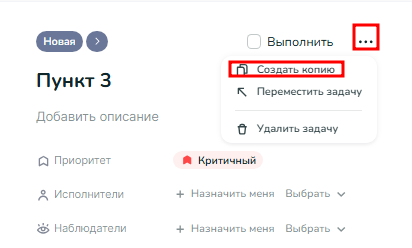 Новая
Выполнить
Создать копию
Пункт 3
Переместить задачу
Добавить описание
Удалить задачу
Приоритет Критичный
Исполнители + Назначить меня Выбрать
Наблюдатели + Назначить меня Выбрать